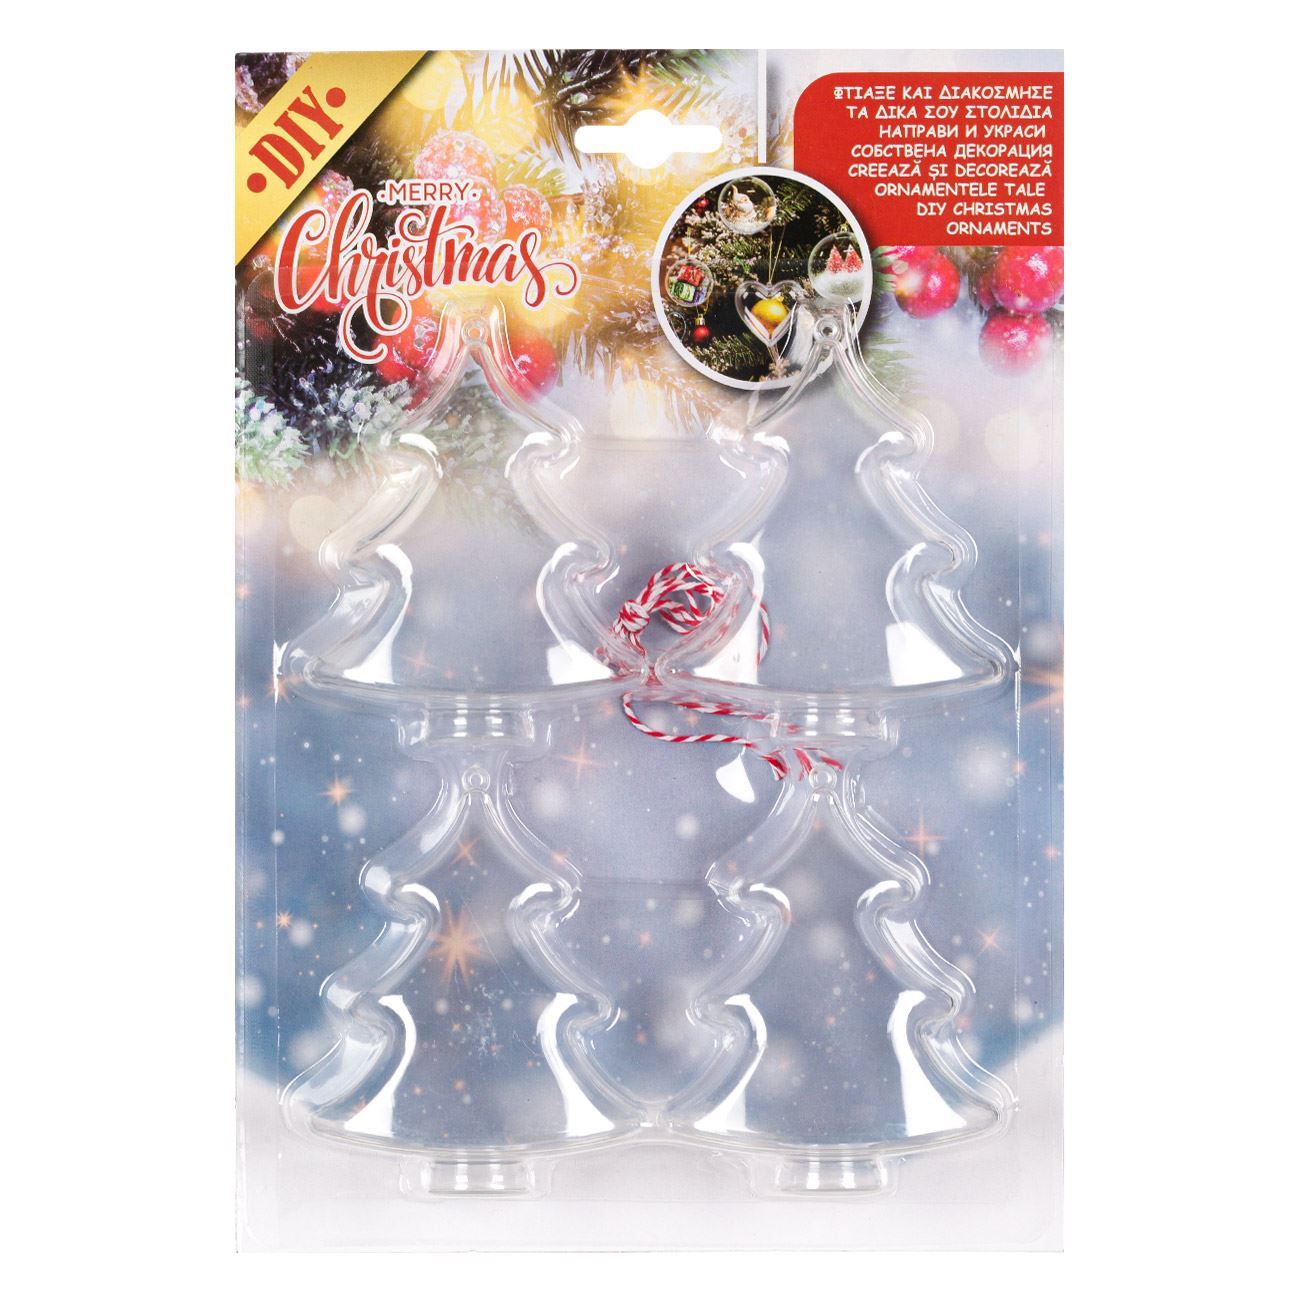 •DIY•
•MERRY•
Christmas
ΦΤΙΑΞΕ ΚΑΙ ΔΙΑΚΟΣΜΗΣΕ
ΤΑ ΔΙΚΑ ΣΟΥ ΣΤΟΛΙΔΙΑ
НАПРАВИ И УКРАСИ
СОБСТВЕНА ДЕКОРАЦИЯ
CREEAZĂ ȘI DECOREAZĂ
ORNAMENTELE TALE
DIY CHRISTMAS
ORNAMENTS